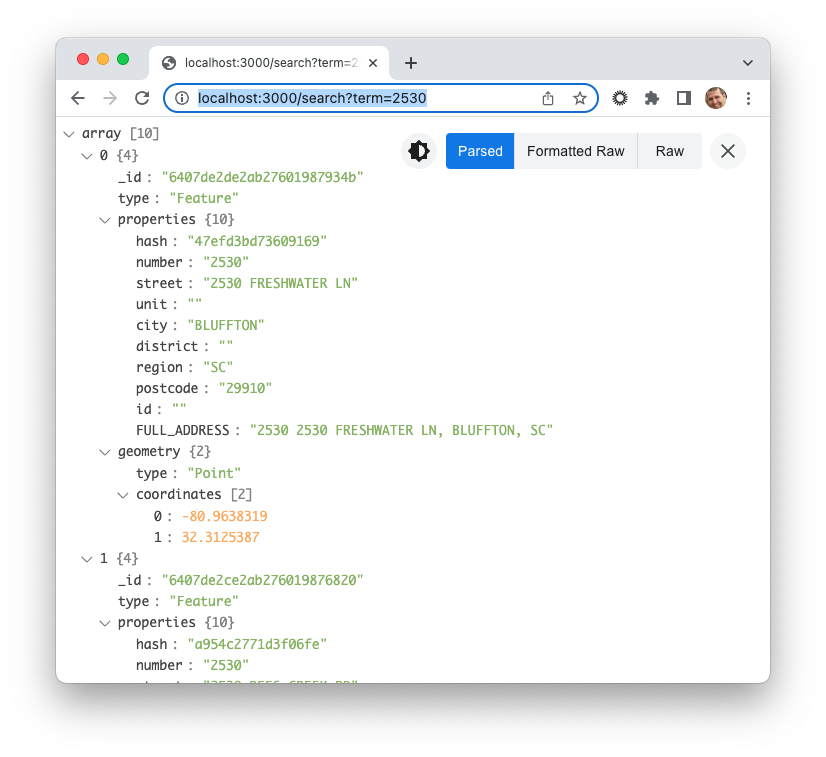 localhost:3000/search?term=2
localhost:3000/search?term=2530
Parsed
Formatted Raw
Raw
array [10]
0 {4}
_id : "6407de2de2ab27601987934b"
type : "Feature"
properties {10}
hash : "47efd3bd73609169"
number : "2530"
street : "2530 FRESHWATER LN"
unit : ""
city : "BLUFFTON"
district : ""
region : "SC"
postcode : "29910"
id : ""
FULL_ADDRESS : "2530 2530 FRESHWATER LN, BLUFFTON, SC"
geometry {2}
type : "Point"
coordinates [2]
0 : -80.9638319
1 : 32.3125387
1 {4}
_id : "6407de2ce2ab276019876820"
type : "Feature"
properties {10}
hash : "a954c2771d3f06fe"
number : "2530"